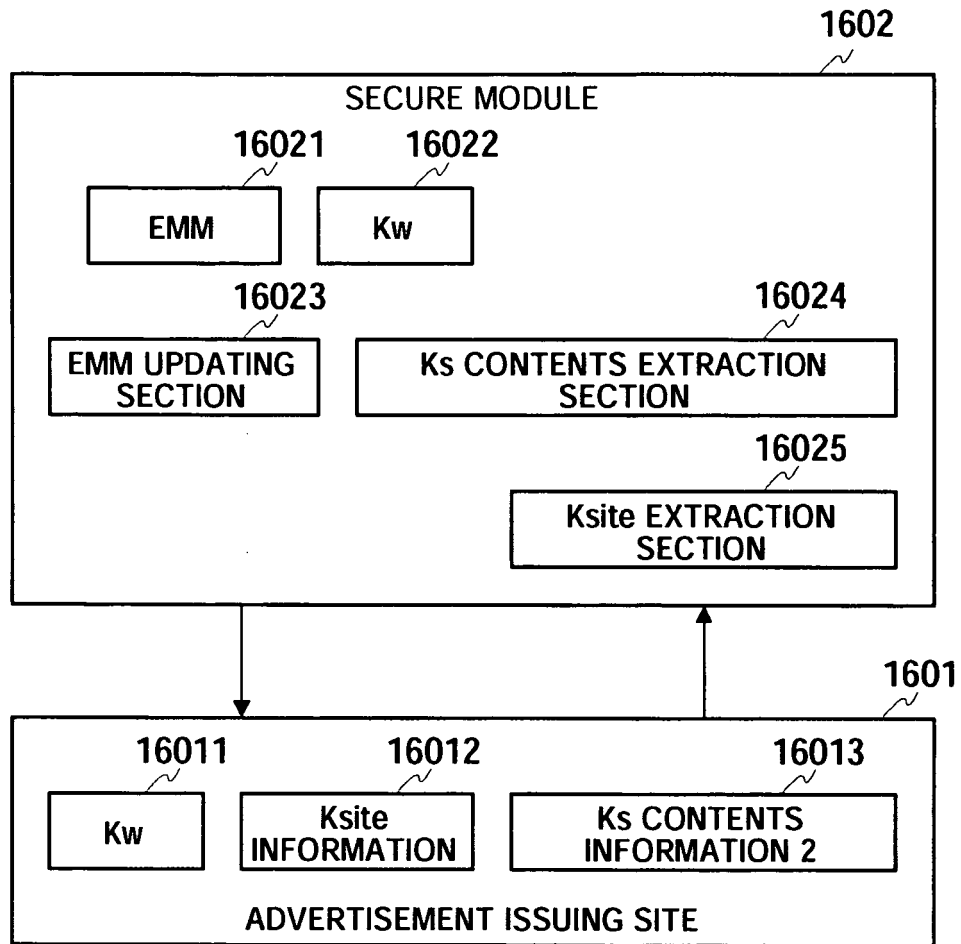 1602
SECURE MODULE
16021
16022
EMM
Kw
16023
16024
EMM UPDATING
SECTION
Ks CONTENTS EXTRACTION
SECTION
16025
Ksite EXTRACTION
SECTION
1601
16011
16012
16013
Kw
Ksite
INFORMATION
Ks CONTENTS
INFORMATION 2
ADVERTISEMENT ISSUING SITE